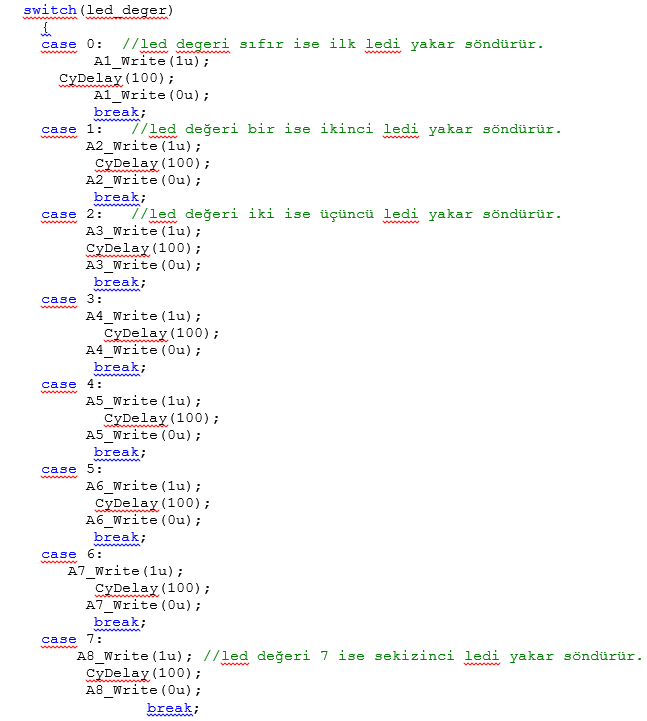 switch(led_deger)
{
case 0:  //led degeri sıfır ise ilk ledi yakar söndürür.
A1_Write(1u);
CyDelay(100);
A1_Write(0u);
break;
case 1:   //led değeri bir ise ikinci ledi yakar söndürür.
A2_Write(1u);
CyDelay(100);
A2_Write(0u);
break;
case 2:   //led değeri iki ise üçüncü ledi yakar söndürür.
A3_Write(1u);
CyDelay(100);
A3_Write(0u);
break;
case 3:
A4_Write(1u);
CyDelay(100);
A4_Write(0u);
break;
case 4:
A5_Write(1u);
CyDelay(100);
A5_Write(0u);
break;
case 5:
A6_Write(1u);
CyDelay(100);
A6_Write(0u);
break;
case 6:
A7_Write(1u);
CyDelay(100);
A7_Write(0u);
break;
case 7:
A8_Write(1u); //led değeri 7 ise sekizinci ledi yakar söndürür.
CyDelay(100);
A8_Write(0u);
break;